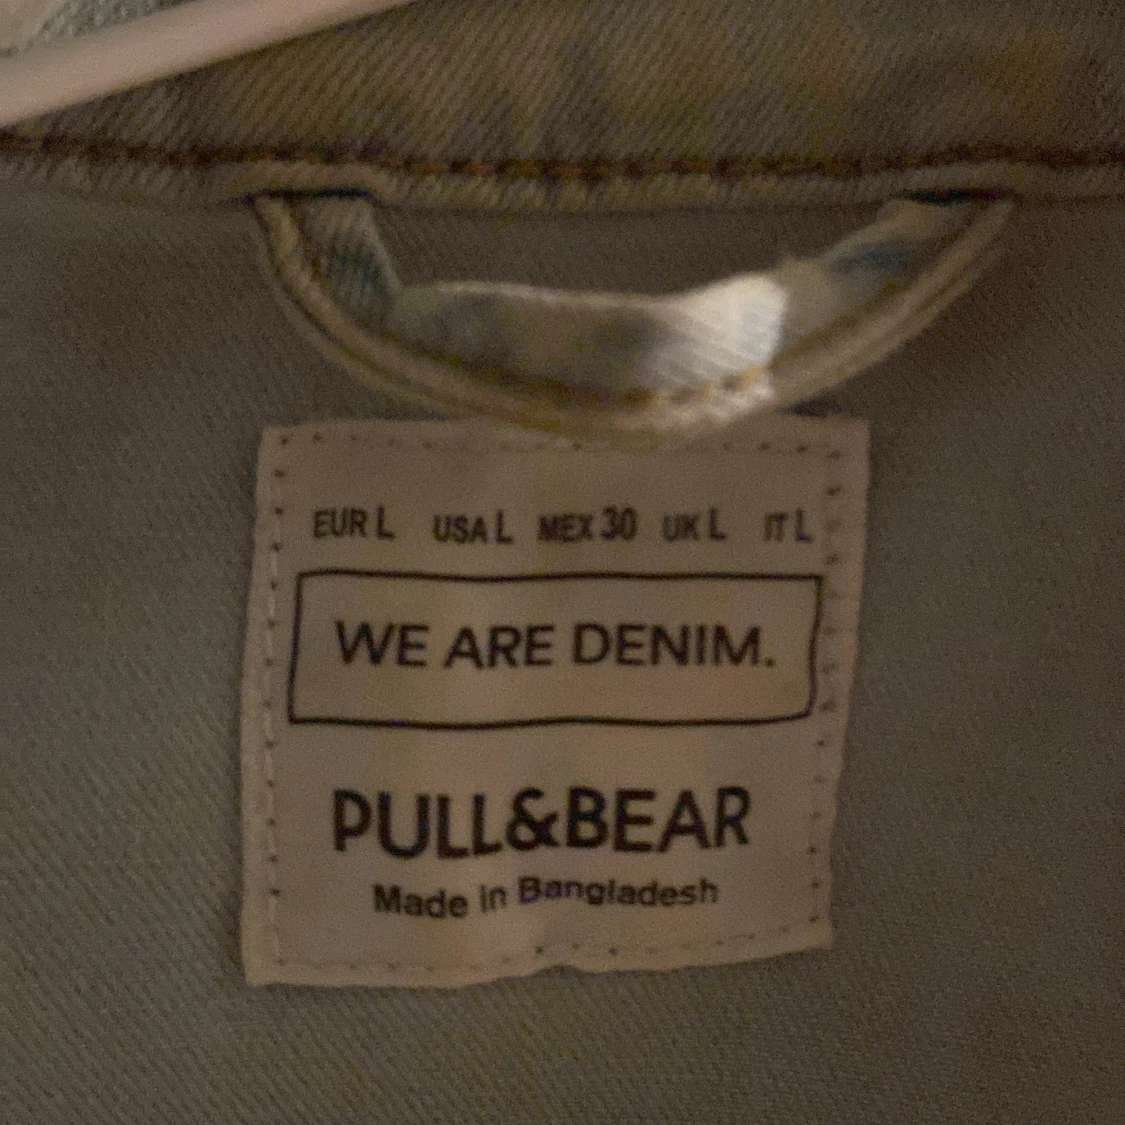 EUR L USA L MEX 30 UK L IT L
WE ARE DENIM.
PULL&BEAR
Made in Bangladesh